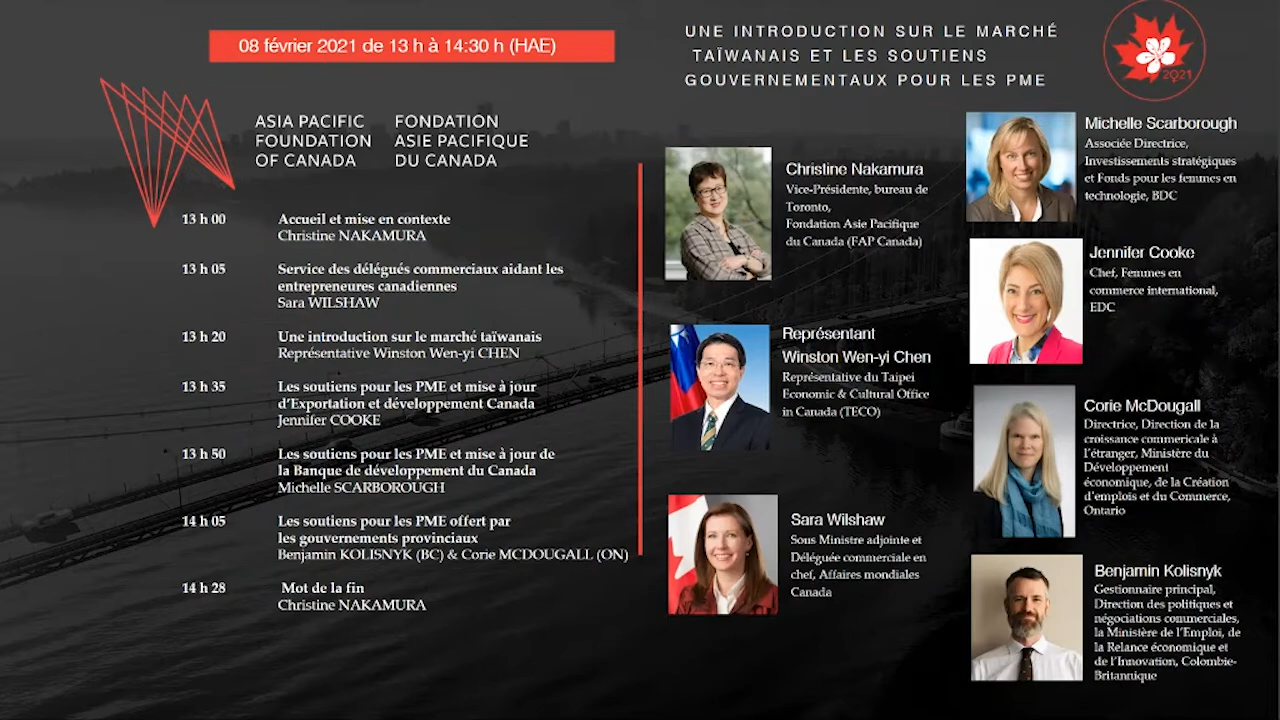 08 février 2021 de 13 h à 14:30 h (HAE)
UNE INTRODUCTION SUR LE MARCHÉ
TAÏWANAIS ET LES SOUTIENS
GOUVERNEMENTAUX POUR LES PME
2021
ASIA PACIFIC
FOUNDATION
OF CANADA
FONDATION
ASIE PACIFIQUE
DU CANADA
13 h 00 Accueil et mise en contexte
Christine NAKAMURA
13 h 05 Service des délégués commerciaux aidant les
entrepreneures canadiennes
Sara WILSHAW
13 h 20 Une introduction sur le marché taïwanais
Représentative Winston Wen-yi CHEN
13 h 35 Les soutiens pour les PME et mise à jour
d'Exportation et développement Canada
Jennifer COOKE
13 h 50 Les soutiens pour les PME et mise à jour de
la Banque de développement du Canada
Michelle SCARBOROUGH
14 h 05 Les soutiens pour les PME offert par
les gouvernements provinciaux
Benjamin KOLISNYK (BC) & Corie MCDOUGALL (ON)
14 h 28 Mot de la fin
Christine NAKAMURA
Christine Nakamura
Vice-Présidente, bureau de
Toronto,
Fondation Asie Pacifique
du Canada (FAP Canada)
Représentant
Winston Wen-yi Chen
Représentative du Taipei
Economic & Cultural Office
in Canada (TECO)
Sara Wilshaw
Sous Ministre adjointe et
Déléguée commerciale en
chef, Affaires mondiales
Canada
Michelle Scarborough
Associée Directrice,
Investissements stratégiques
et Fonds pour les femmes en
technologie, BDC
Jennifer Cooke
Chef, Femmes en
commerce international,
EDC
Corie McDougall
Directrice, Direction de la
croissance commericale à
l'étranger, Ministère du
Développement
économique, de la Création
d'emplois et du Commerce,
Ontario
Benjamin Kolisnyk
Gestionnaire principal,
Direction des politiques et
négociations commerciales,
la Ministère de l'Emploi, de
la Relance économique et
de l'Innovation, Colombie-
Britannique